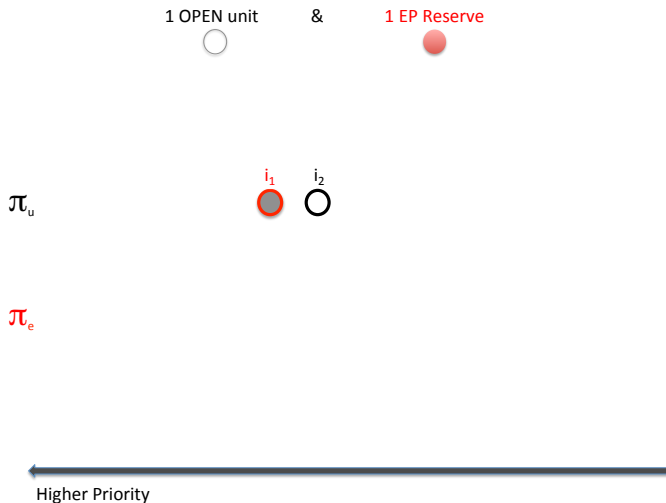 1 OPEN unit & 1 EP Reserve
i₁ i₂
πᵤ
πₑ
Higher Priority